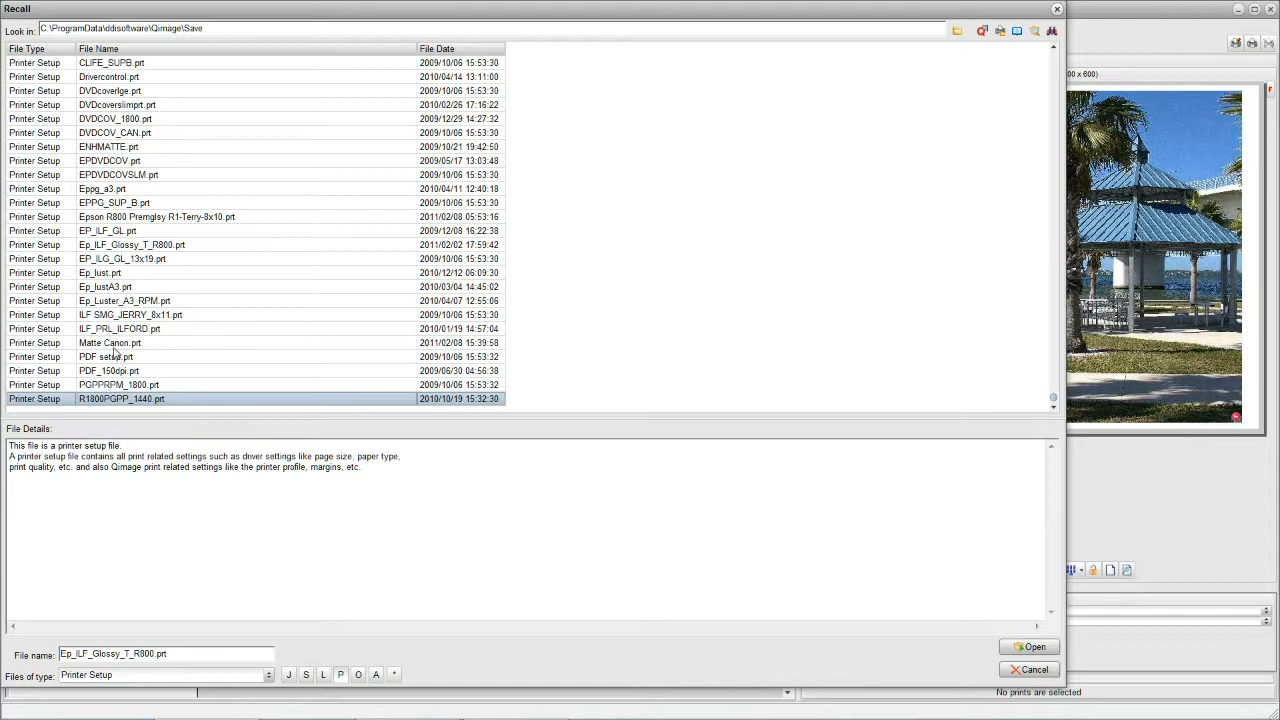 Recall
Look in: C:\ProgramData\ddisoftware\Qimage\Save
File Type File Name File Date
Printer Setup CLIFE_SUPB.prt 2009/10/06 15:53:30
Printer Setup Drivercontrol.prt 2010/04/14 13:11:00
Printer Setup DVDcoverlge.prt 2009/10/06 15:53:30
Printer Setup DVDcoverslimprt.prt 2010/02/26 17:16:22
Printer Setup DVDCOV_1800.prt 2009/12/29 14:27:32
Printer Setup DVDCOV_CAN.prt 2009/10/06 15:53:30
Printer Setup ENHMATTE.prt 2009/10/21 19:42:50
Printer Setup EPDVDCOV.prt 2009/05/17 13:03:48
Printer Setup EPDVDCOVSLM.prt 2009/10/06 15:53:30
Printer Setup Eppg_a3.prt 2010/04/11 12:40:18
Printer Setup EPPG_SUP_B.prt 2009/10/06 15:53:30
Printer Setup Epson R800 Premglsy R1-Terry-8x10.prt 2011/02/08 05:53:16
Printer Setup EP_ILF_GL.prt 2009/12/08 16:22:38
Printer Setup Ep_ILF_Glossy_T_R800.prt 2011/02/02 17:59:42
Printer Setup EP_ILG_GL_13x19.prt 2009/10/06 15:53:30
Printer Setup Ep_lust.prt 2010/12/12 06:09:30
Printer Setup Ep_lustA3.prt 2010/03/04 14:45:02
Printer Setup Ep_Luster_A3_RPM.prt 2010/04/07 12:55:06
Printer Setup ILF SMG_JERRY_8x11.prt 2009/10/06 15:53:30
Printer Setup ILF_PRL_ILFORD.prt 2010/01/19 14:57:04
Printer Setup Matte Canon.prt 2011/02/08 15:39:58
Printer Setup PDF setup.prt 2009/10/06 15:53:32
Printer Setup PDF_150dpi.prt 2009/06/30 04:56:38
Printer Setup PGPPRPM_1800.prt 2009/10/06 15:53:32
Printer Setup R1800PGPP_1440.prt 2010/10/19 15:32:30
File Details:
This file is a printer setup file.
A printer setup file contains all print related settings such as driver settings like page size, paper type,
print quality, etc. and also Qimage print related settings like the printer profile, margins, etc.
File name: Ep_ILF_Glossy_T_R800.prt
Open
Files of type: Printer Setup
J S L P O A *
Cancel
00 x 600)
F
No prints are selected